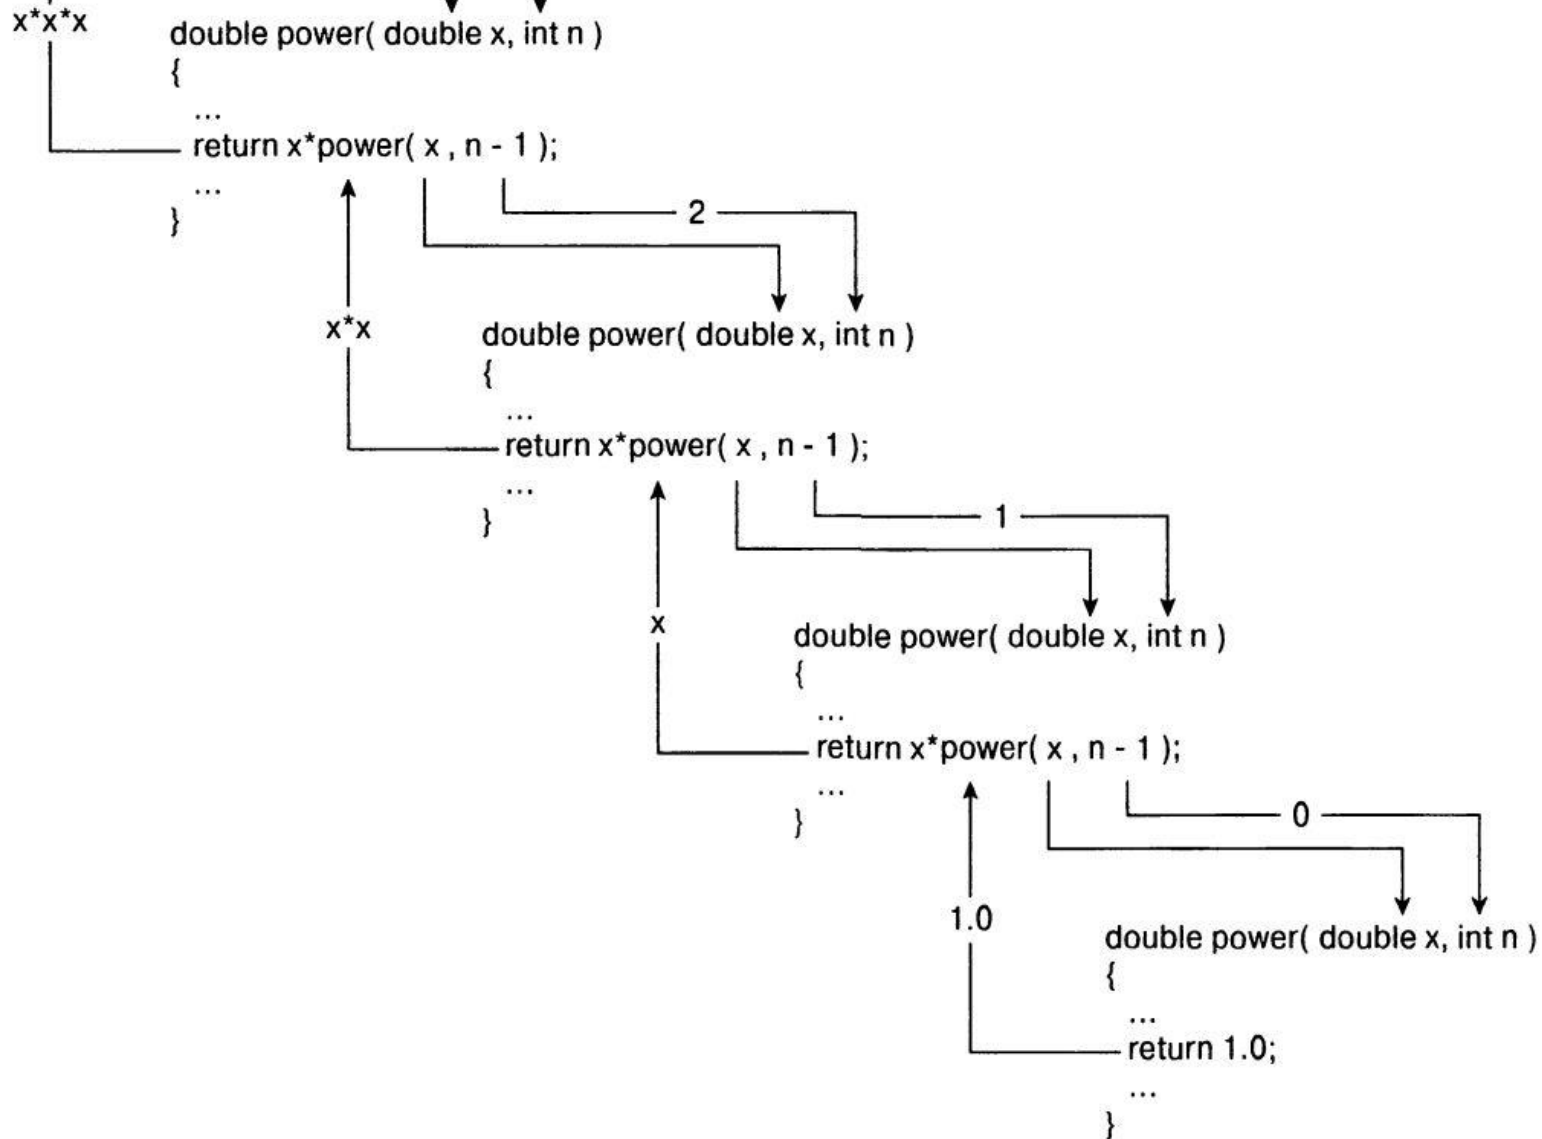 x*x*x
double power( double x, int n )
{
...
return x*power( x , n - 1 );
...
}
2
x*x
double power( double x, int n )
{
...
return x*power( x , n - 1 );
...
}
1
x
double power( double x, int n )
{
...
return x*power( x , n - 1 );
...
}
0
1.0
double power( double x, int n )
{
...
return 1.0;
...
}